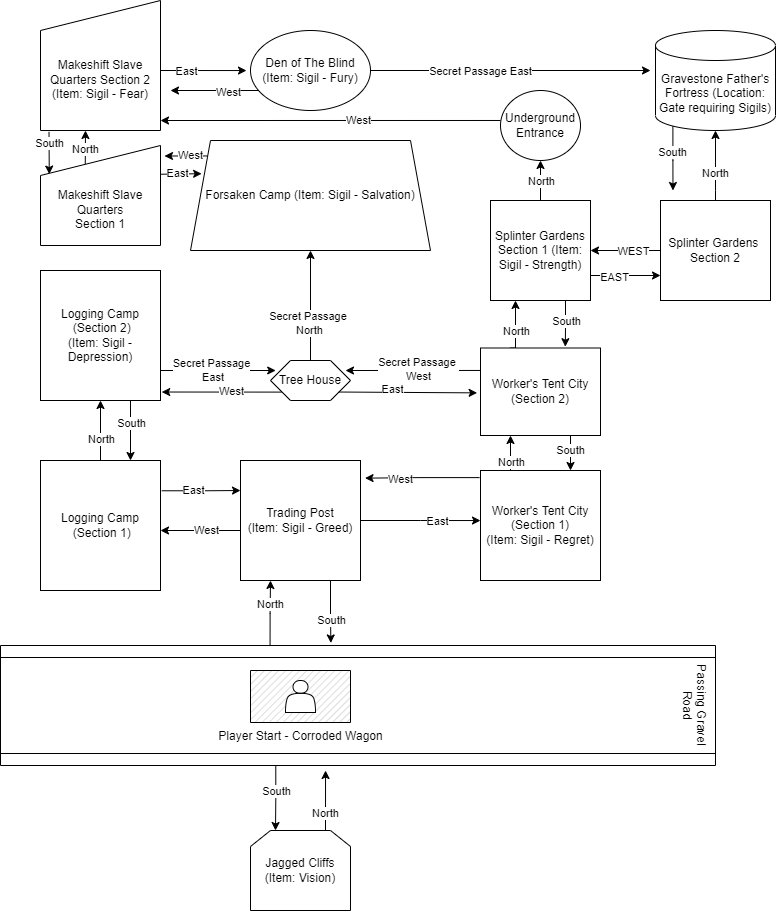 Makeshift Slave
Quarters Section 2
(Item: Sigil - Fear)
East
West
Den of The Blind
(Item: Sigil - Fury)
Secret Passage East
Gravestone Father's
Fortress (Location:
Gate requiring Sigils)
West
Underground
Entrance
South
North
South
North
West
East
Makeshift Slave
Quarters
Section 1
Forsaken Camp (Item: Sigil - Salvation)
North
Splinter Gardens
Section 1 (Item:
Sigil - Strength)
WEST
EAST
Splinter Gardens
Section 2
Logging Camp
(Section 2)
(Item: Sigil -
Depression)
Secret Passage
North
North
South
Secret Passage
East
West
Tree House
Secret Passage
West
East
Worker's Tent City
(Section 2)
North
South
North
South
Logging Camp
(Section 1)
East
West
Trading Post
(Item: Sigil - Greed)
West
East
Worker's Tent City
(Section 1)
(Item: Sigil - Regret)
North
South
Passing Gravel
Road
Player Start - Corroded Wagon
South
North
Jagged Cliffs
(Item: Vision)